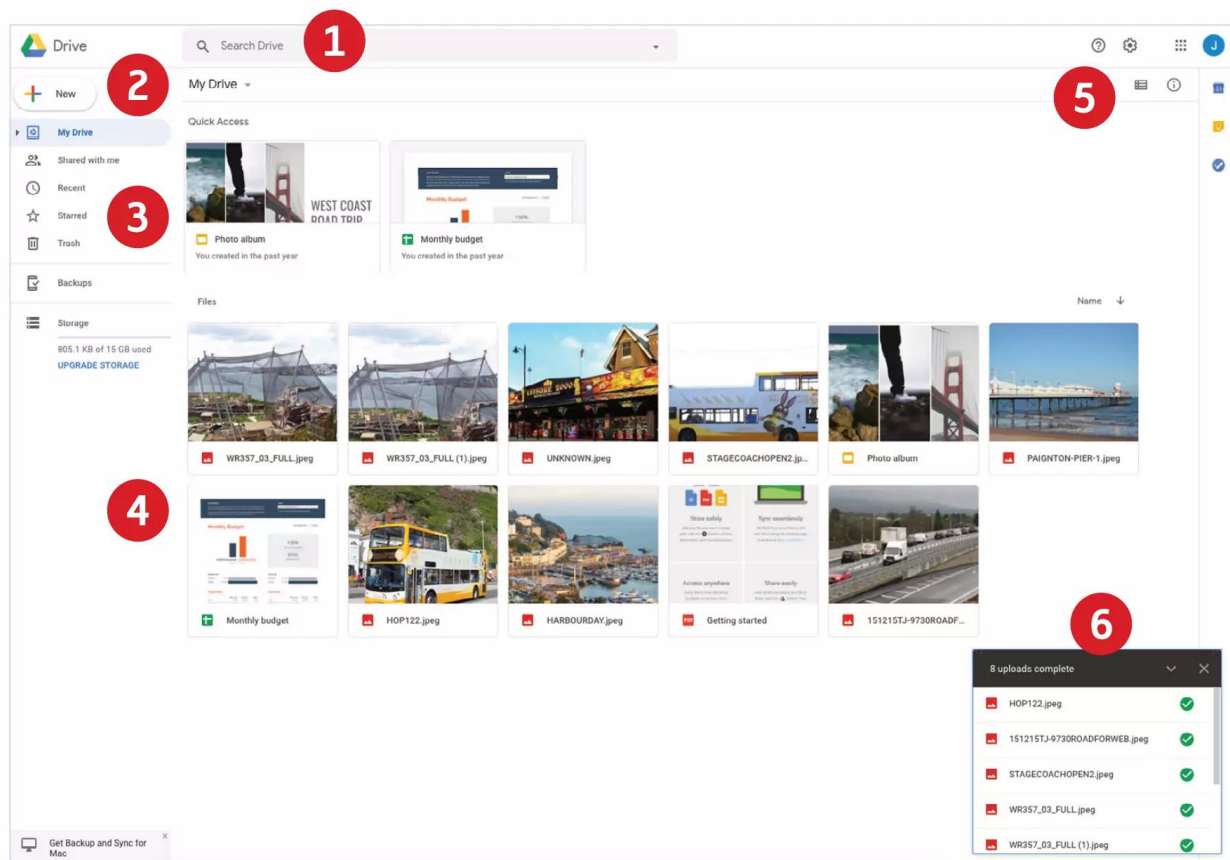 Drive
Search Drive
1
J
New
2
My Drive
5
My Drive
Shared with me
Recent
Starred
Trash
3
Backups
Storage
805.1 KB of 15 GB used
UPGRADE STORAGE
Quick Access
WEST COAST
ROAD TRIP
Monthly Budget
Photo album
You created in the past year
Monthly budget
You created in the past year
Files
Name
LEISURE 2000
WR357_03_FULL.jpeg
WR357_03_FULL (1).jpeg
UNKNOWN.jpeg
STAGECOACHOPEN2.jp...
Photo album
PAIGNTON-PIER-1.jpeg
4
Monthly Budget
Store safely
Sync seamlessly
Access anywhere
Share easily
Monthly budget
HOP122.jpeg
HARBOURDAY.jpeg
PDF
Getting started
151215TJ-9730ROADF...
6
8 uploads complete
HOP122.jpeg
151215TJ-9730ROADFORWEB.jpeg
STAGECOACHOPEN2.jpeg
WR357_03_FULL.jpeg
WR357_03_FULL (1).jpeg
Get Backup and Sync for
Mac